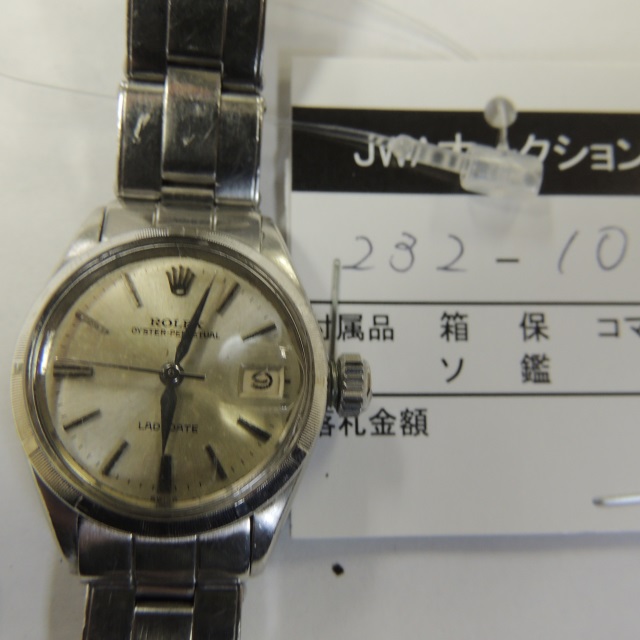 JWAオークション
232-10
付属品 箱 保 コマ
ソ 鑑
落札金額
ROLEX
OYSTER-PERPETUAL
LADY-DATE